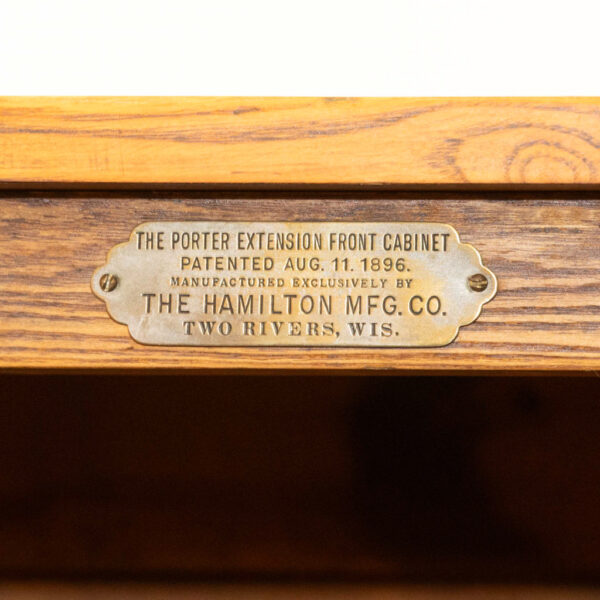 THE PORTER EXTENSION FRONT CABINET
PATENTED AUG. 11. 1896.
MANUFACTURED EXCLUSIVELY BY
THE HAMILTON MFG. CO.
TWO RIVERS, WIS.